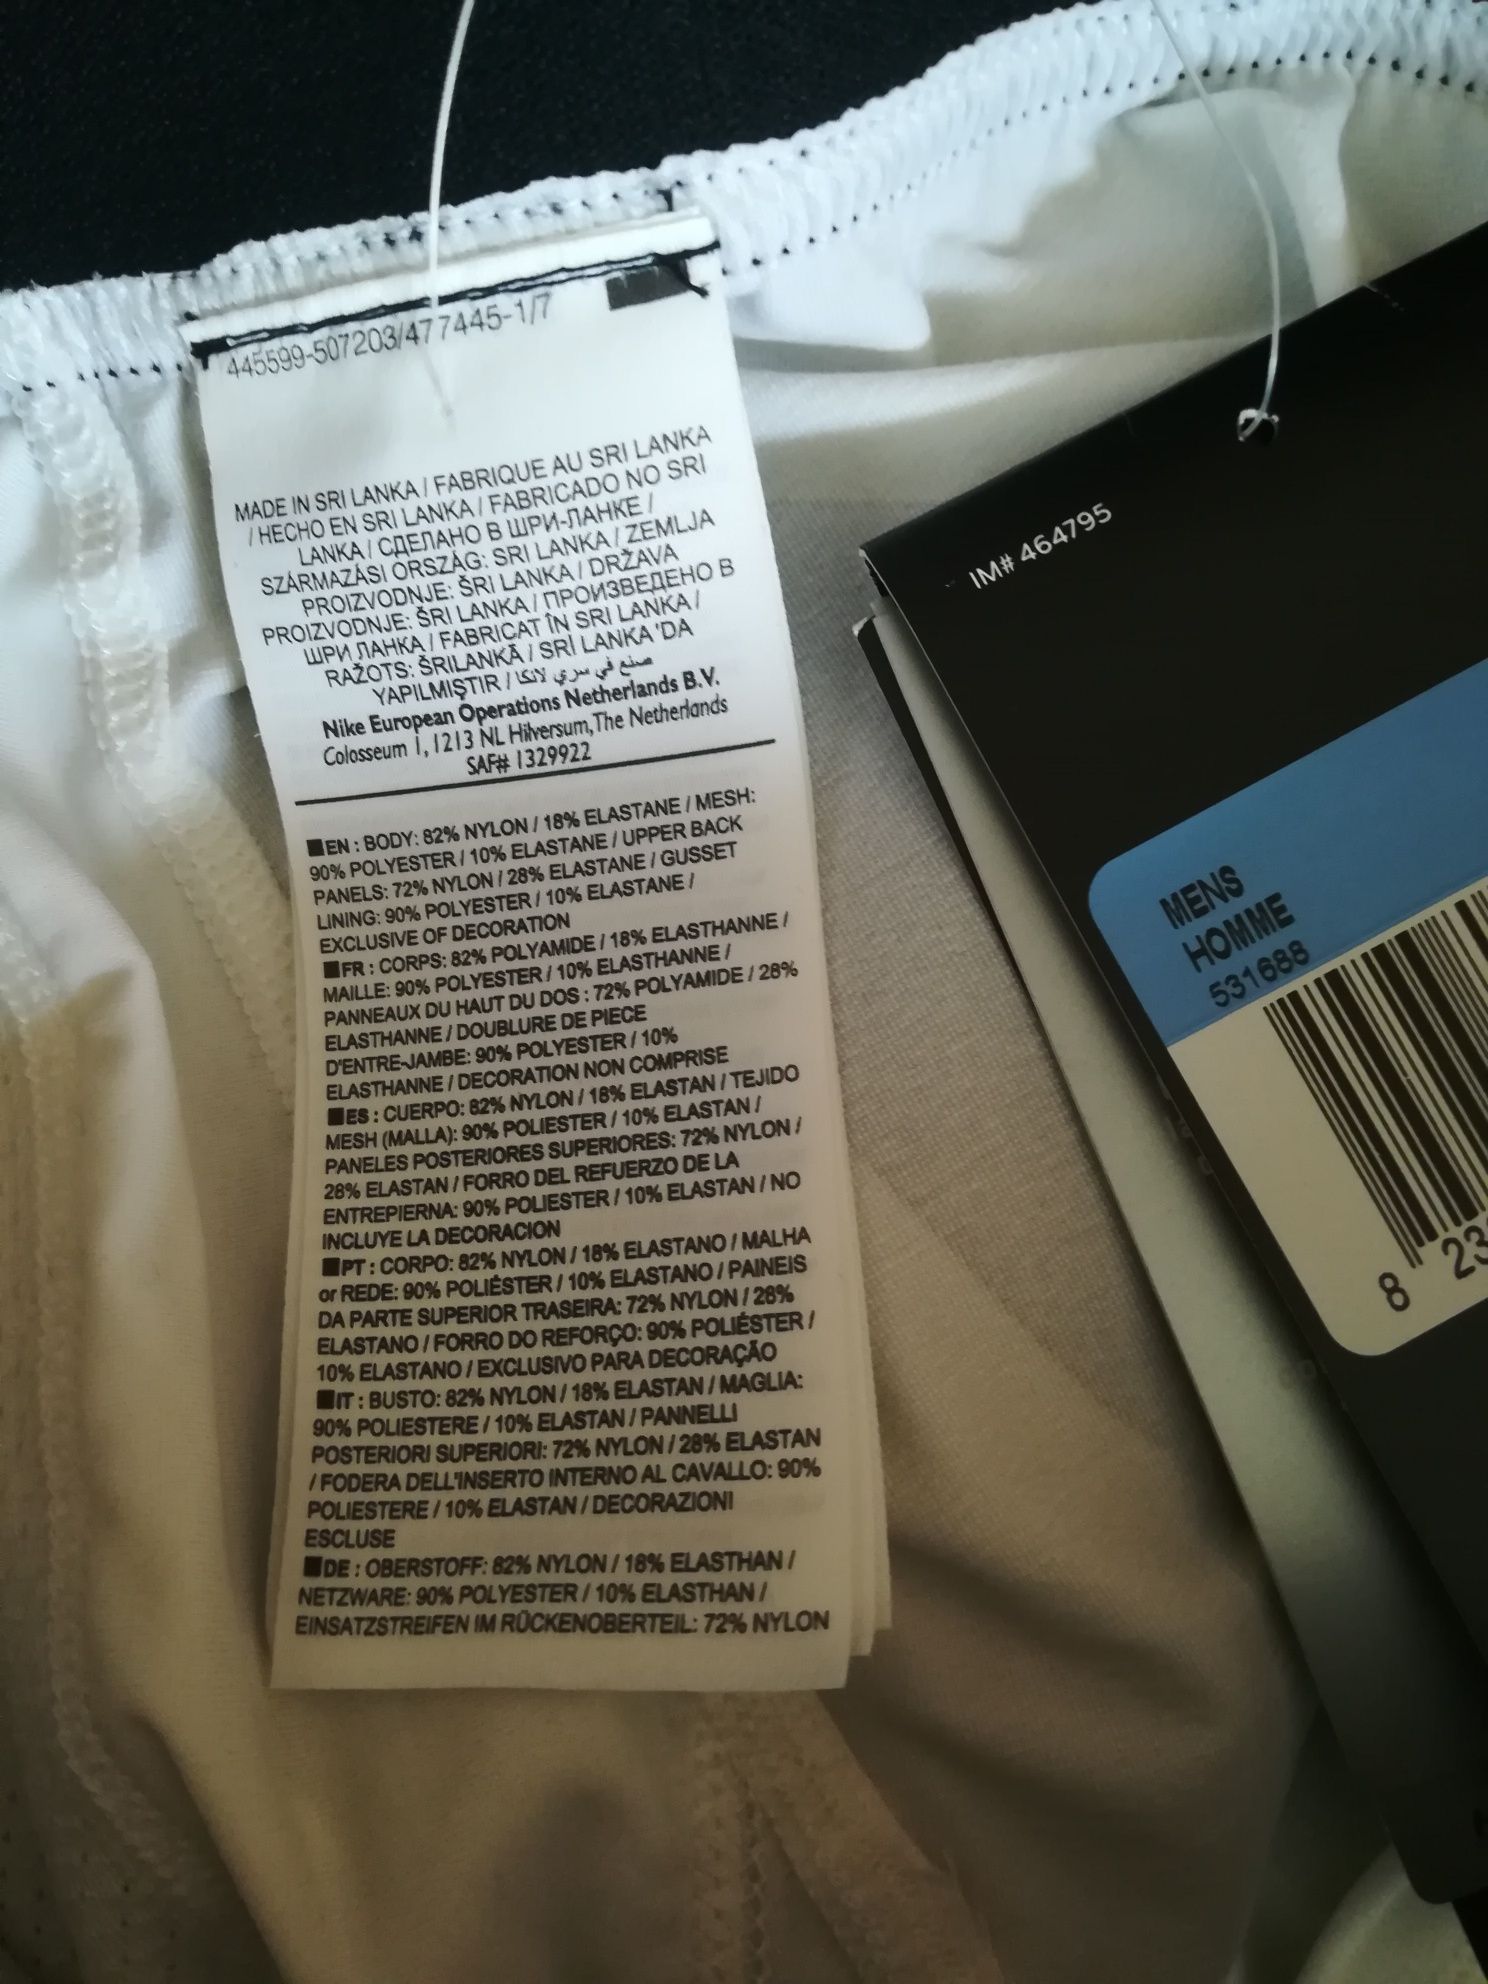 445599-507203/477445-1/7
MADE IN SRI LANKA / FABRIQUE AU SRI LANKA
/ HECHO EN SRI LANKA / FABRICADO NO SRI
LANKA / СДЕЛАНО В ШРИ-ЛАНКЕ /
SZÁRMAZÁSI ORSZÁG: SRI LANKA / ZEMLJA
PROIZVODNJE: ŠRI LANKA / DRŽAVA
PROIZVODNJE: ŠRI LANKA / ПРОИЗВЕДЕНО В
ШРИ ЛАНКА / FABRICAT ÎN SRI LANKA /
RAŽOTS: ŠRILANKĀ / SRİ LANKA 'DA
YAPILMIŞTIR / صنع في سري لانكا
Nike European Operations Netherlands B.V.
Colosseum 1, 1213 NL Hilversum, The Netherlands
SAF# 1329922
■EN : BODY: 82% NYLON / 18% ELASTANE / MESH:
90% POLYESTER / 10% ELASTANE / UPPER BACK
PANELS: 72% NYLON / 28% ELASTANE / GUSSET
LINING: 90% POLYESTER / 10% ELASTANE /
EXCLUSIVE OF DECORATION
■FR : CORPS: 82% POLYAMIDE / 18% ELASTHANNE /
MAILLE: 90% POLYESTER / 10% ELASTHANNE /
PANNEAUX DU HAUT DU DOS : 72% POLYAMIDE / 28%
ELASTHANNE / DOUBLURE DE PIECE
D'ENTRE-JAMBE: 90% POLYESTER / 10%
ELASTHANNE / DECORATION NON COMPRISE
■ES : CUERPO: 82% NYLON / 18% ELASTAN / TEJIDO
MESH (MALLA): 90% POLIESTER / 10% ELASTAN /
PANELES POSTERIORES SUPERIORES: 72% NYLON /
28% ELASTAN / FORRO DEL REFUERZO DE LA
ENTREPIERNA: 90% POLIESTER / 10% ELASTAN / NO
INCLUYE LA DECORACION
■PT : CORPO: 82% NYLON / 18% ELASTANO / MALHA
or REDE: 90% POLIÉSTER / 10% ELASTANO / PAINEIS
DA PARTE SUPERIOR TRASEIRA: 72% NYLON / 28%
ELASTANO / FORRO DO REFORÇO: 90% POLIÉSTER /
10% ELASTANO / EXCLUSIVO PARA DECORAÇÃO
■IT : BUSTO: 82% NYLON / 18% ELASTAN / MAGLIA:
90% POLIESTERE / 10% ELASTAN / PANNELLI
POSTERIORI SUPERIORI: 72% NYLON / 28% ELASTAN
/ FODERA DELL'INSERTO INTERNO AL CAVALLO: 90%
POLIESTERE / 10% ELASTAN / DECORAZIONI
ESCLUSE
■DE : OBERSTOFF: 82% NYLON / 18% ELASTHAN /
NETZWARE: 90% POLYESTER / 10% ELASTHAN /
EINSATZSTREIFEN IM RÜCKENOBERTEIL: 72% NYLON
IM# 464795
MENS
HOMME
531688
8 23